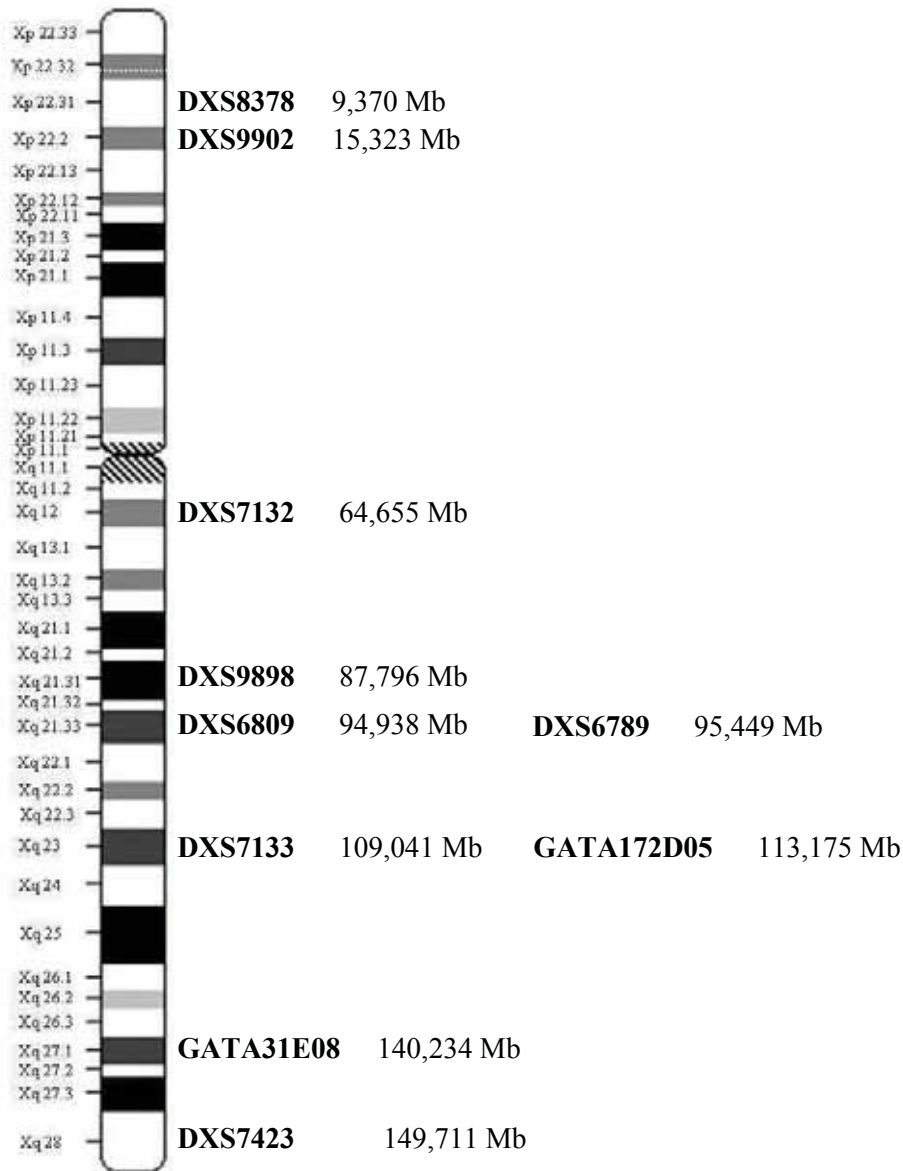 Xp 22.33
Xp 22.32
Xp 22.31 DXS8378 9,370 Mb
Xp 22.2 DXS9902 15,323 Mb
Xp 22.13
Xp 22.12
Xp 22.11
Xp 21.3
Xp 21.2
Xp 21.1
Xp 11.4
Xp 11.3
Xp 11.23
Xp 11.22
Xp 11.21
Xp 11.1
Xq 11.1
Xq 11.2
Xq 12 DXS7132 64,655 Mb
Xq 13.1
Xq 13.2
Xq 13.3
Xq 21.1
Xq 21.2
Xq 21.31 DXS9898 87,796 Mb
Xq 21.32
Xq 21.33 DXS6809 94,938 Mb DXS6789 95,449 Mb
Xq 22.1
Xq 22.2
Xq 22.3
Xq 23 DXS7133 109,041 Mb GATA172D05 113,175 Mb
Xq 24
Xq 25
Xq 26.1
Xq 26.2
Xq 26.3
Xq 27.1 GATA31E08 140,234 Mb
Xq 27.2
Xq 27.3
Xq 28 DXS7423 149,711 Mb